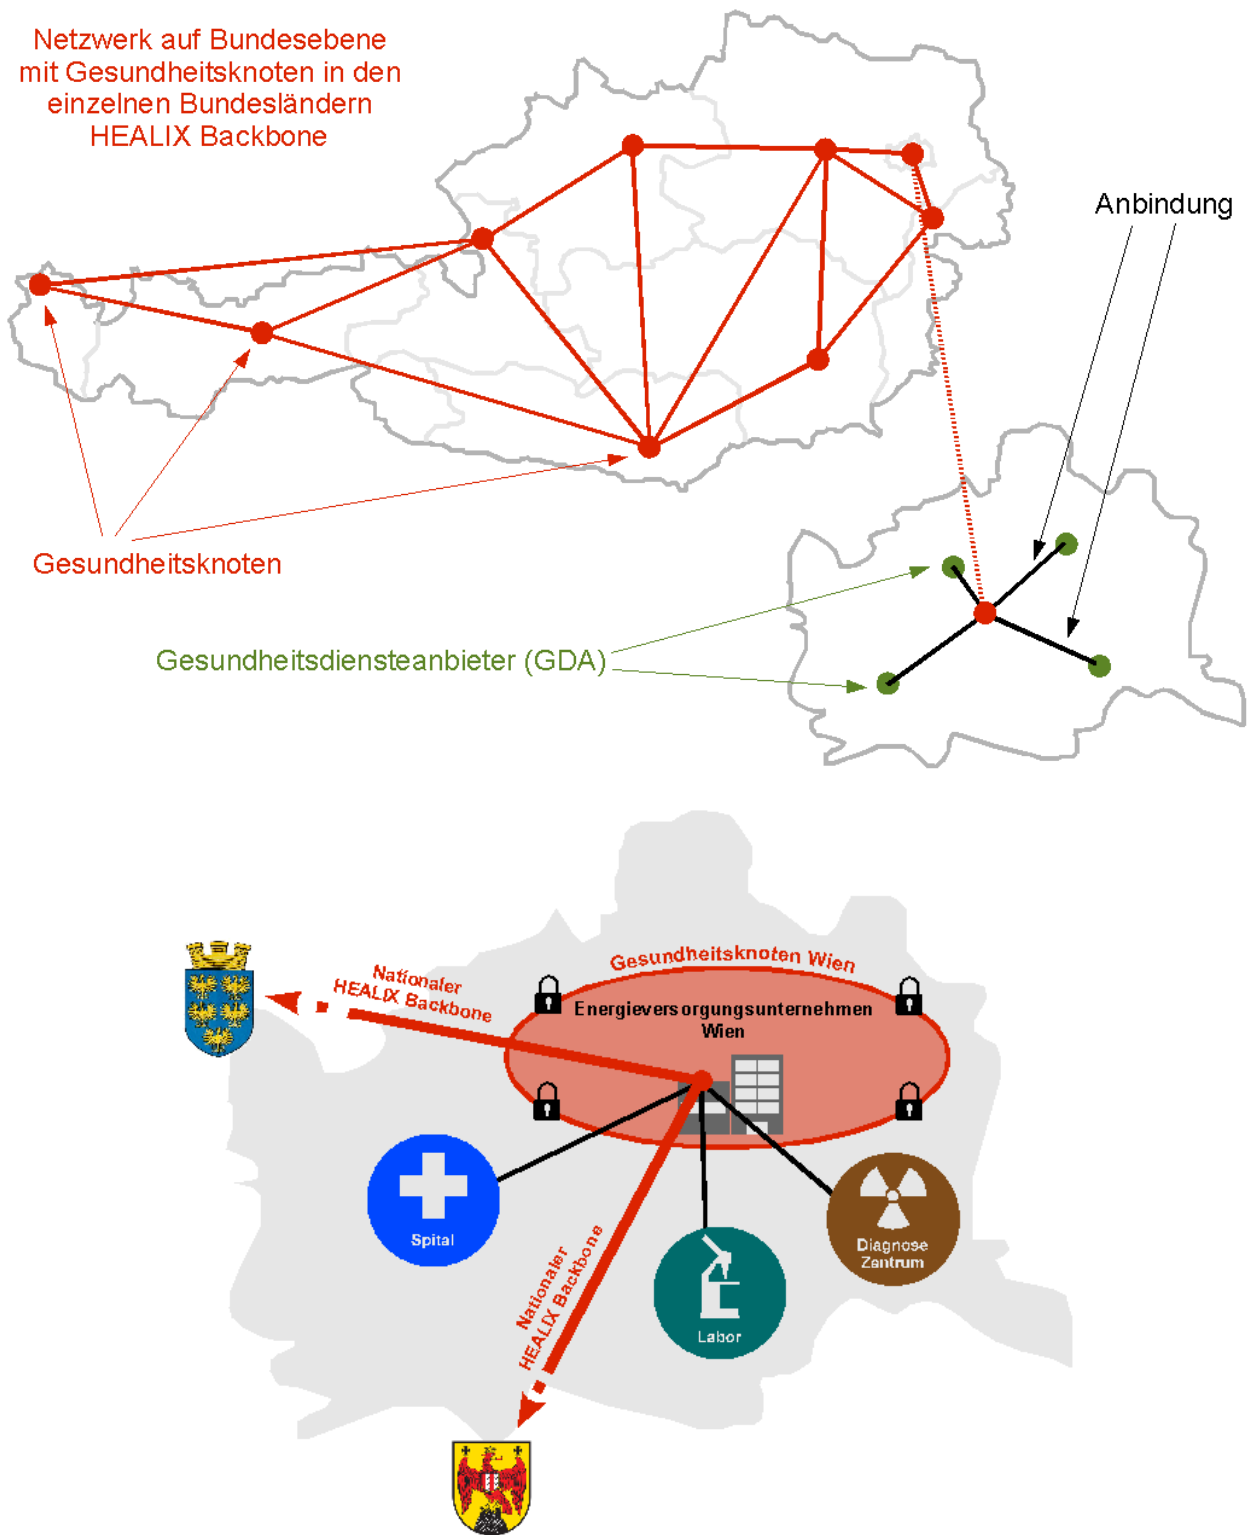 Netzwerk auf Bundesebene
mit Gesundheitsknoten in den
einzelnen Bundesländern
HEALIX Backbone
Anbindung
Gesundheitsknoten
Gesundheitsdiensteanbieter (GDA)
Gesundheitsknoten Wien
Nationaler
HEALIX Backbone
Energieversorgungsunternehmen
Wien
Spital
Diagnose
Zentrum
Nationaler
HEALIX Backbone
Labor